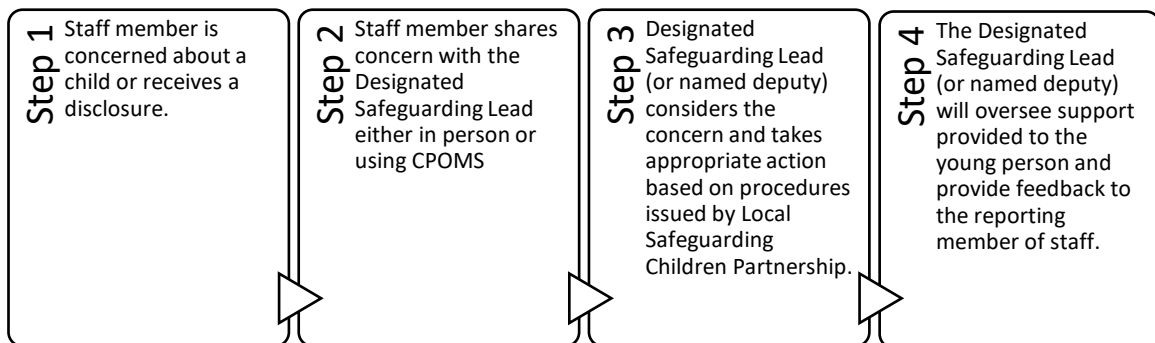 Step 1
Staff member is
concerned about a
child or receives a
disclosure.
Step 2
Staff member shares
concern with the
Designated
Safeguarding Lead
either in person or
using CPOMS
Step 3
Designated
Safeguarding Lead
(or named deputy)
considers the
concern and takes
appropriate action
based on procedures
issued by Local
Safeguarding
Children Partnership.
Step 4
The Designated
Safeguarding Lead
(or named deputy)
will oversee support
provided to the
young person and
provide feedback to
the reporting
member of staff.